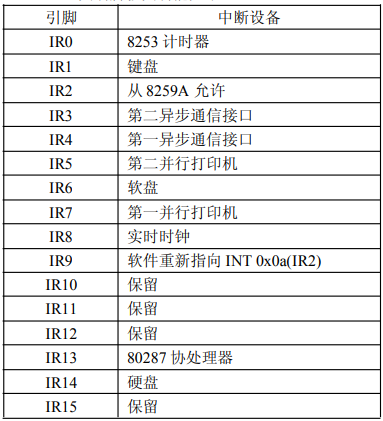 引脚 中断设备
IR0 8253 计时器
IR1 键盘
IR2 从 8259A 允许
IR3 第二异步通信接口
IR4 第一异步通信接口
IR5 第二并行打印机
IR6 软盘
IR7 第一并行打印机
IR8 实时时钟
IR9 软件重新指向 INT 0x0a(IR2)
IR10 保留
IR11 保留
IR12 保留
IR13 80287 协处理器
IR14 硬盘
IR15 保留